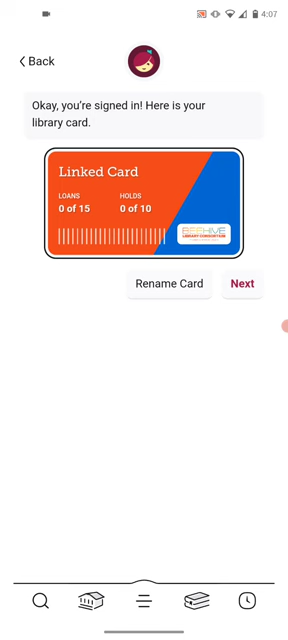 4:07
Back
Okay, you're signed in! Here is your
library card.
Linked Card
LOANS HOLDS
0 of 15 0 of 10
BEEHIVE
LIBRARY CONSORTIUM
Rename Card Next